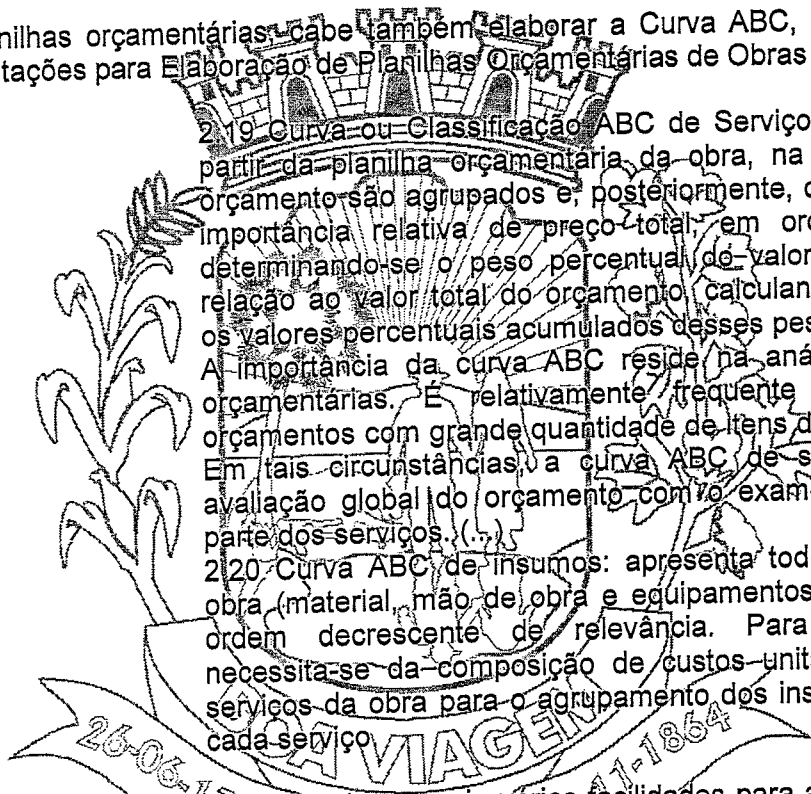 nilhas orçamentárias, cabe também elaborar a Curva ABC,
tações para Elaboração de Planilhas Orçamentárias de Obras
2.19 Curva ou Classificação ABC de Serviço
partir da planilha orçamentária da obra, na
orçamento são agrupados e, posteriormente, o
importância relativa de preço total, em ord
determinando-se o peso percentual do valor
relação ao valor total do orçamento, calculan
os valores percentuais acumulados desses pes
A importância da curva ABC reside na aná
orçamentárias. É relativamente frequente
orçamentos com grande quantidade de itens d
Em tais circunstâncias, a curva ABC de s
avaliação global do orçamento com o exam
parte dos serviços. (...)
2.20 Curva ABC de insumos: apresenta tod
obra (material, mão de obra e equipamentos
ordem decrescente de relevância. Para
necessita-se da composição de custos unit
serviços da obra para o agrupamento dos ins
cada serviço
BOA VIAGEM
26-06-1
11-1864
facilidades para a